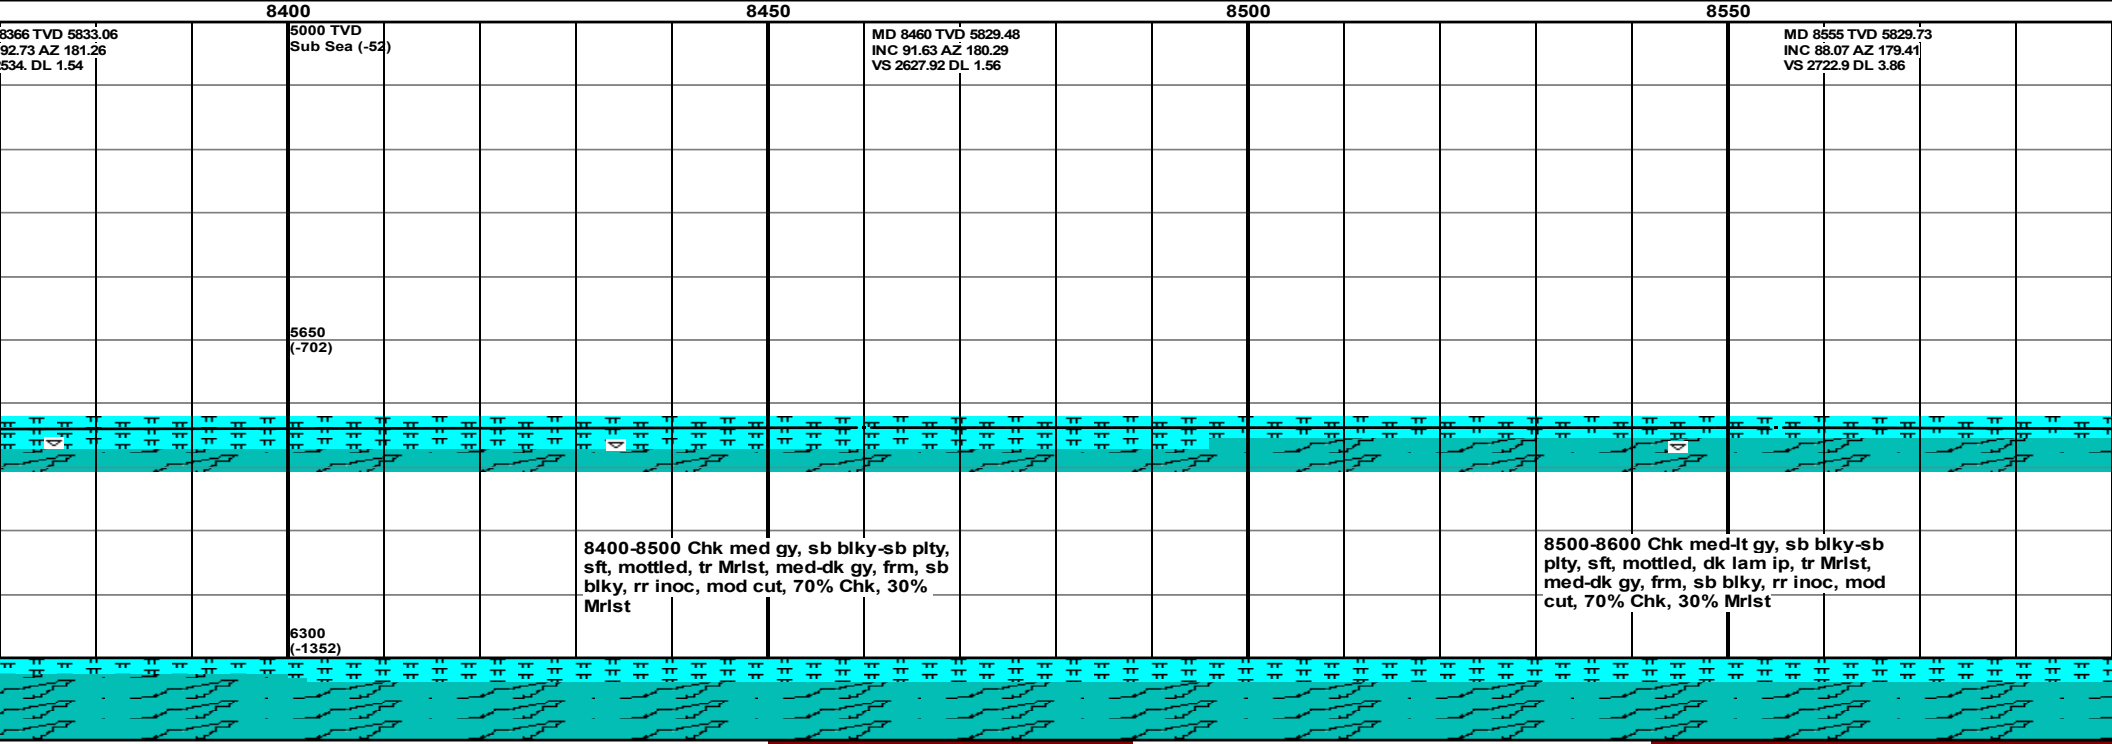 8400 8450 8500 8550
8366 TVD 5833.06
92.73 AZ 181.26
534. DL 1.54
5000 TVD
Sub Sea (-52)
MD 8460 TVD 5829.48
INC 91.63 AZ 180.29
VS 2627.92 DL 1.56
MD 8555 TVD 5829.73
INC 88.07 AZ 179.41
VS 2722.9 DL 3.86
5650
(-702)
8400-8500 Chk med gy, sb blky-sb plty,
sft, mottled, tr Mrlst, med-dk gy, frm, sb
blky, rr inoc, mod cut, 70% Chk, 30%
Mrlst
8500-8600 Chk med-lt gy, sb blky-sb
plty, sft, mottled, dk lam ip, tr Mrlst,
med-dk gy, frm, sb blky, rr inoc, mod
cut, 70% Chk, 30% Mrlst
6300
(-1352)